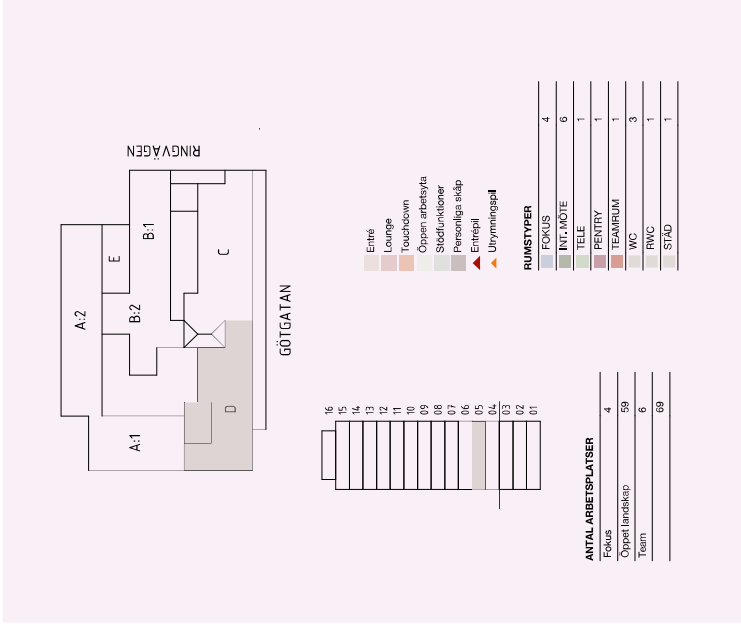 RINGVÄGEN
A:2
E
B:1
B:2
C
A:1
D
GÖTGATAN
Entré
Lounge
Touchdown
Öppen arbetsyta
Stödfunktioner
Personliga skåp
Entrépil
Utrymningspil
RUMSTYPER
FOKUS 4
INT. MÖTE 6
TELE 1
PENTRY 1
TEAMRUM 1
WC 3
RWC 1
STÄD 1
16
15
14
13
12
11
10
09
08
07
06
05
04
03
02
01
ANTAL ARBETSPLATSER
Fokus 4
Öppet landskap 59
Team 6
69